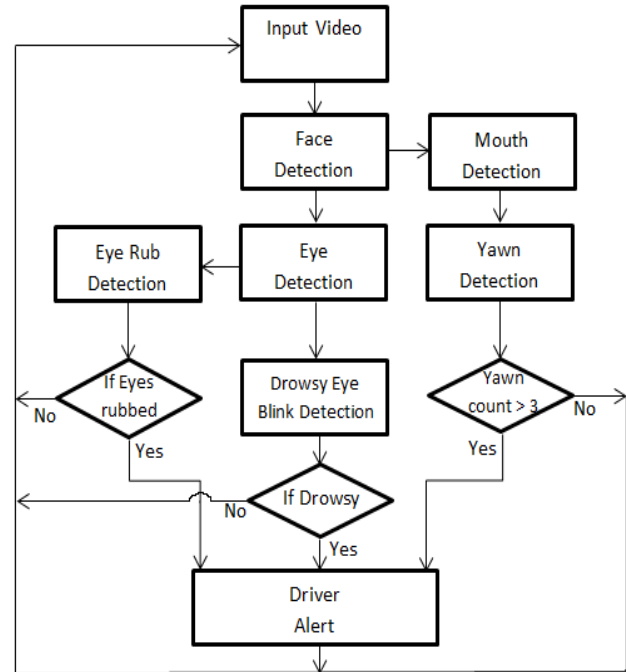 Input Video
Face
Detection
Mouth
Detection
Eye Rub
Detection
Eye
Detection
Yawn
Detection
If Eyes
rubbed
No
Yes
Drowsy Eye
Blink Detection
Yawn
count > 3
No
Yes
If Drowsy
No
Yes
Driver
Alert